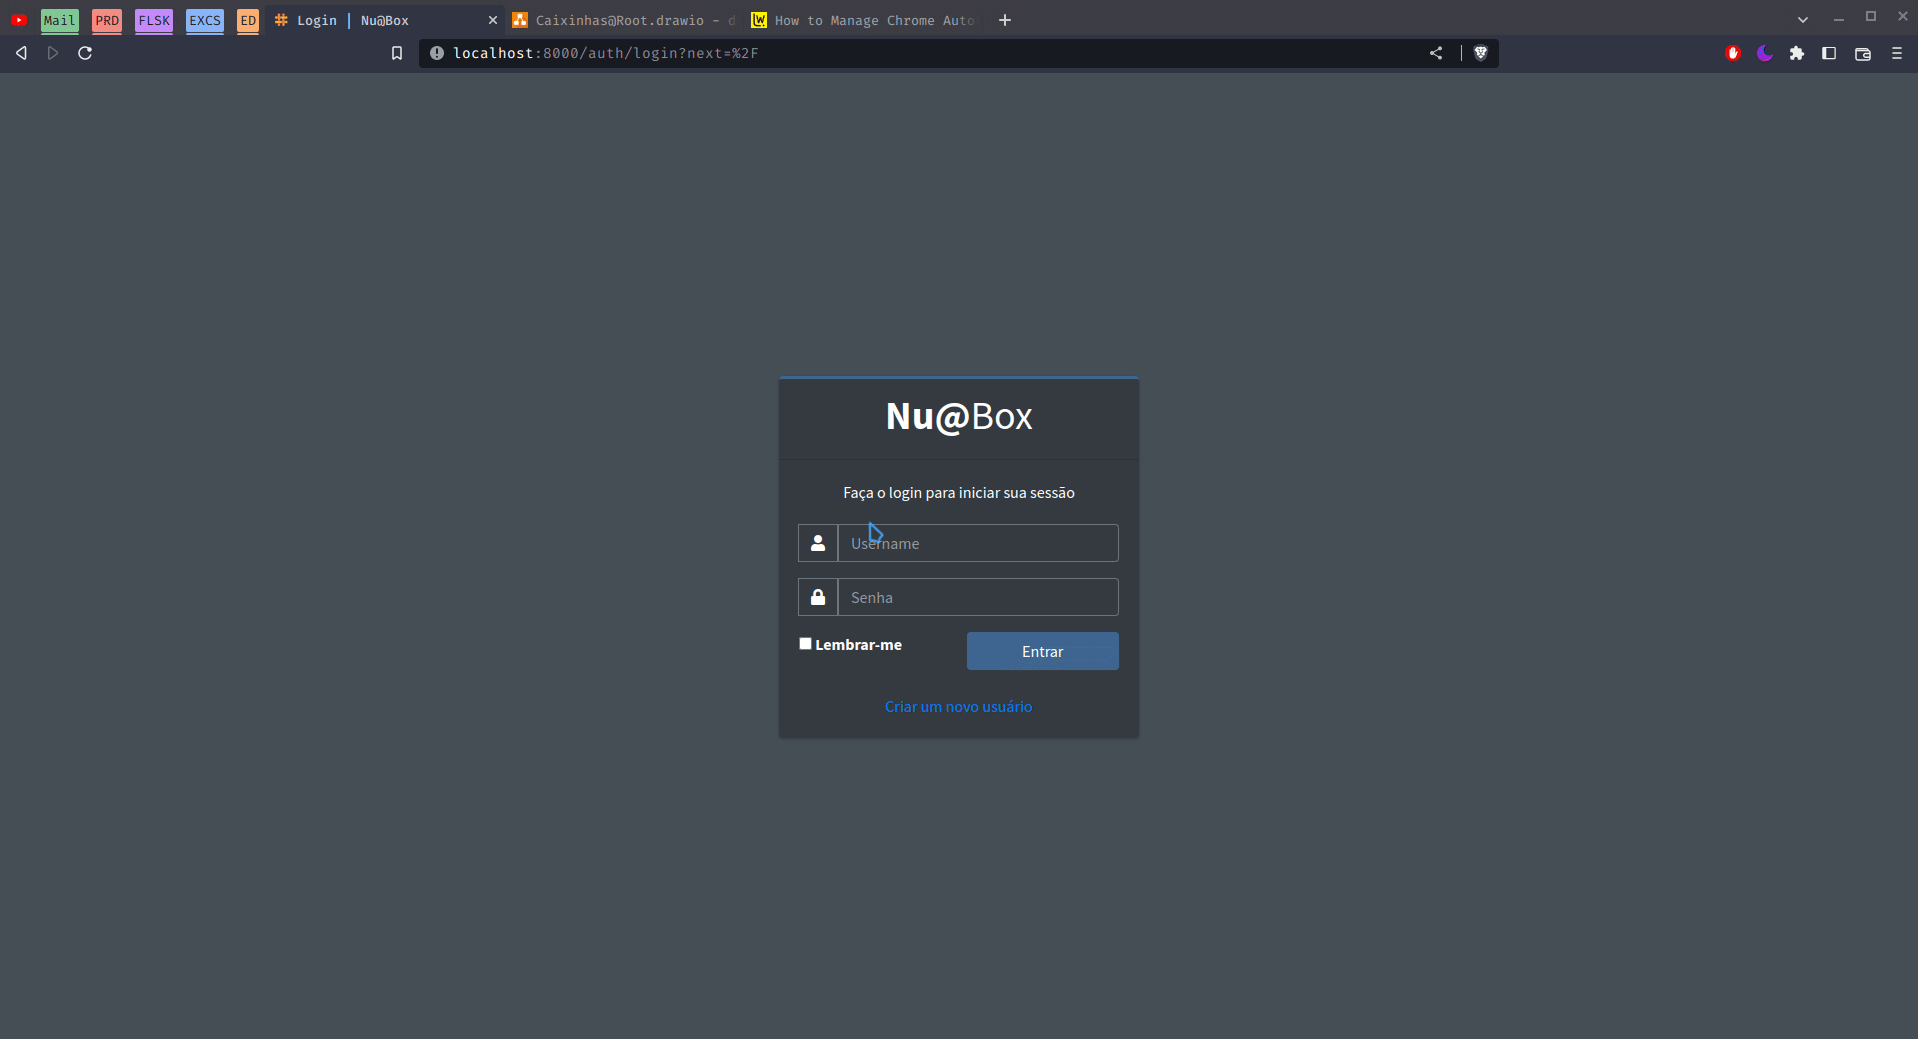 Mail PRD FLSK EXCS ED Login | Nu@Box Caixinhas@Root.drawio - d How to Manage Chrome Auto
localhost:8000/auth/login?next=%2F
Nu@Box
Faça o login para iniciar sua sessão
Username
Senha
Lembrar-me Entrar
Criar um novo usuário